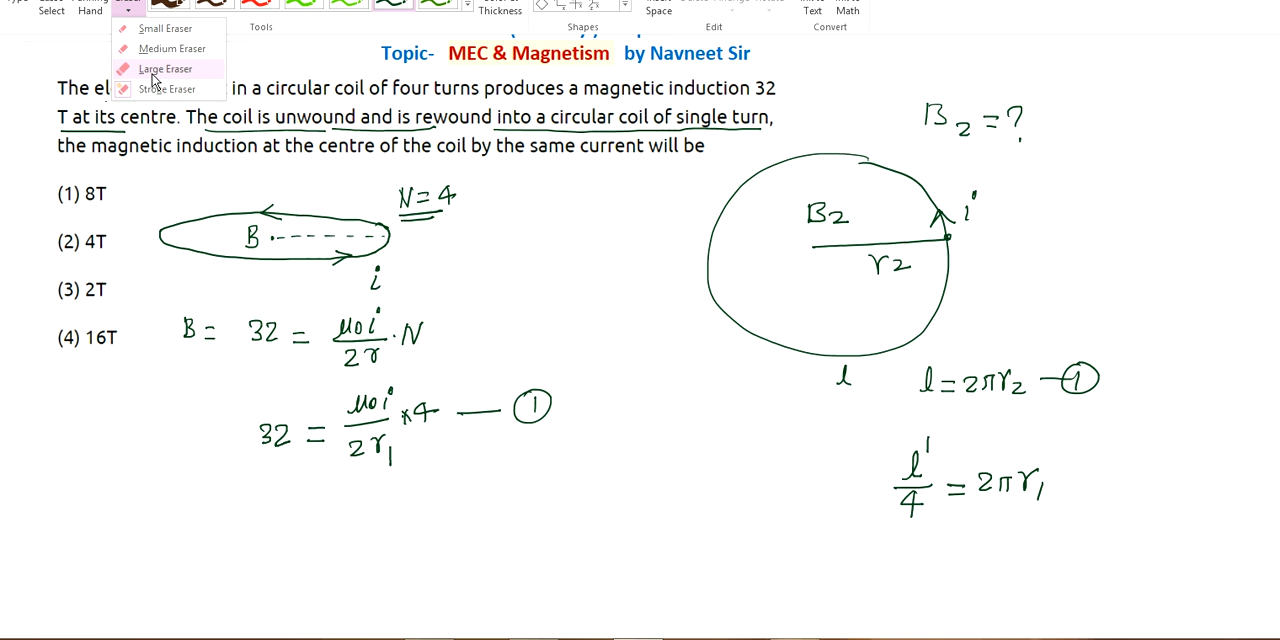 Select
Hand
Thickness
Space
Text
Math
Tools
Shapes
Edit
Convert
Small Eraser
Medium Eraser
Large Eraser
Eraser
Topic- MEC & Magnetism by Navneet Sir
The in a circular coil of four turns produces a magnetic induction 32
T at its centre. The coil is unwound and is rewound into a circular coil of single turn,
the magnetic induction at the centre of the coil by the same current will be
B2 = ?
(1) 8T
(2) 4T
(3) 2T
(4) 16T
N=4
B
i
B = 32 = μ0i/2r · N
32 = μ0i/2r1 * 4 — ①
B2
i
r2
l
l = 2πr2 — ①
l'/4 = 2πr1